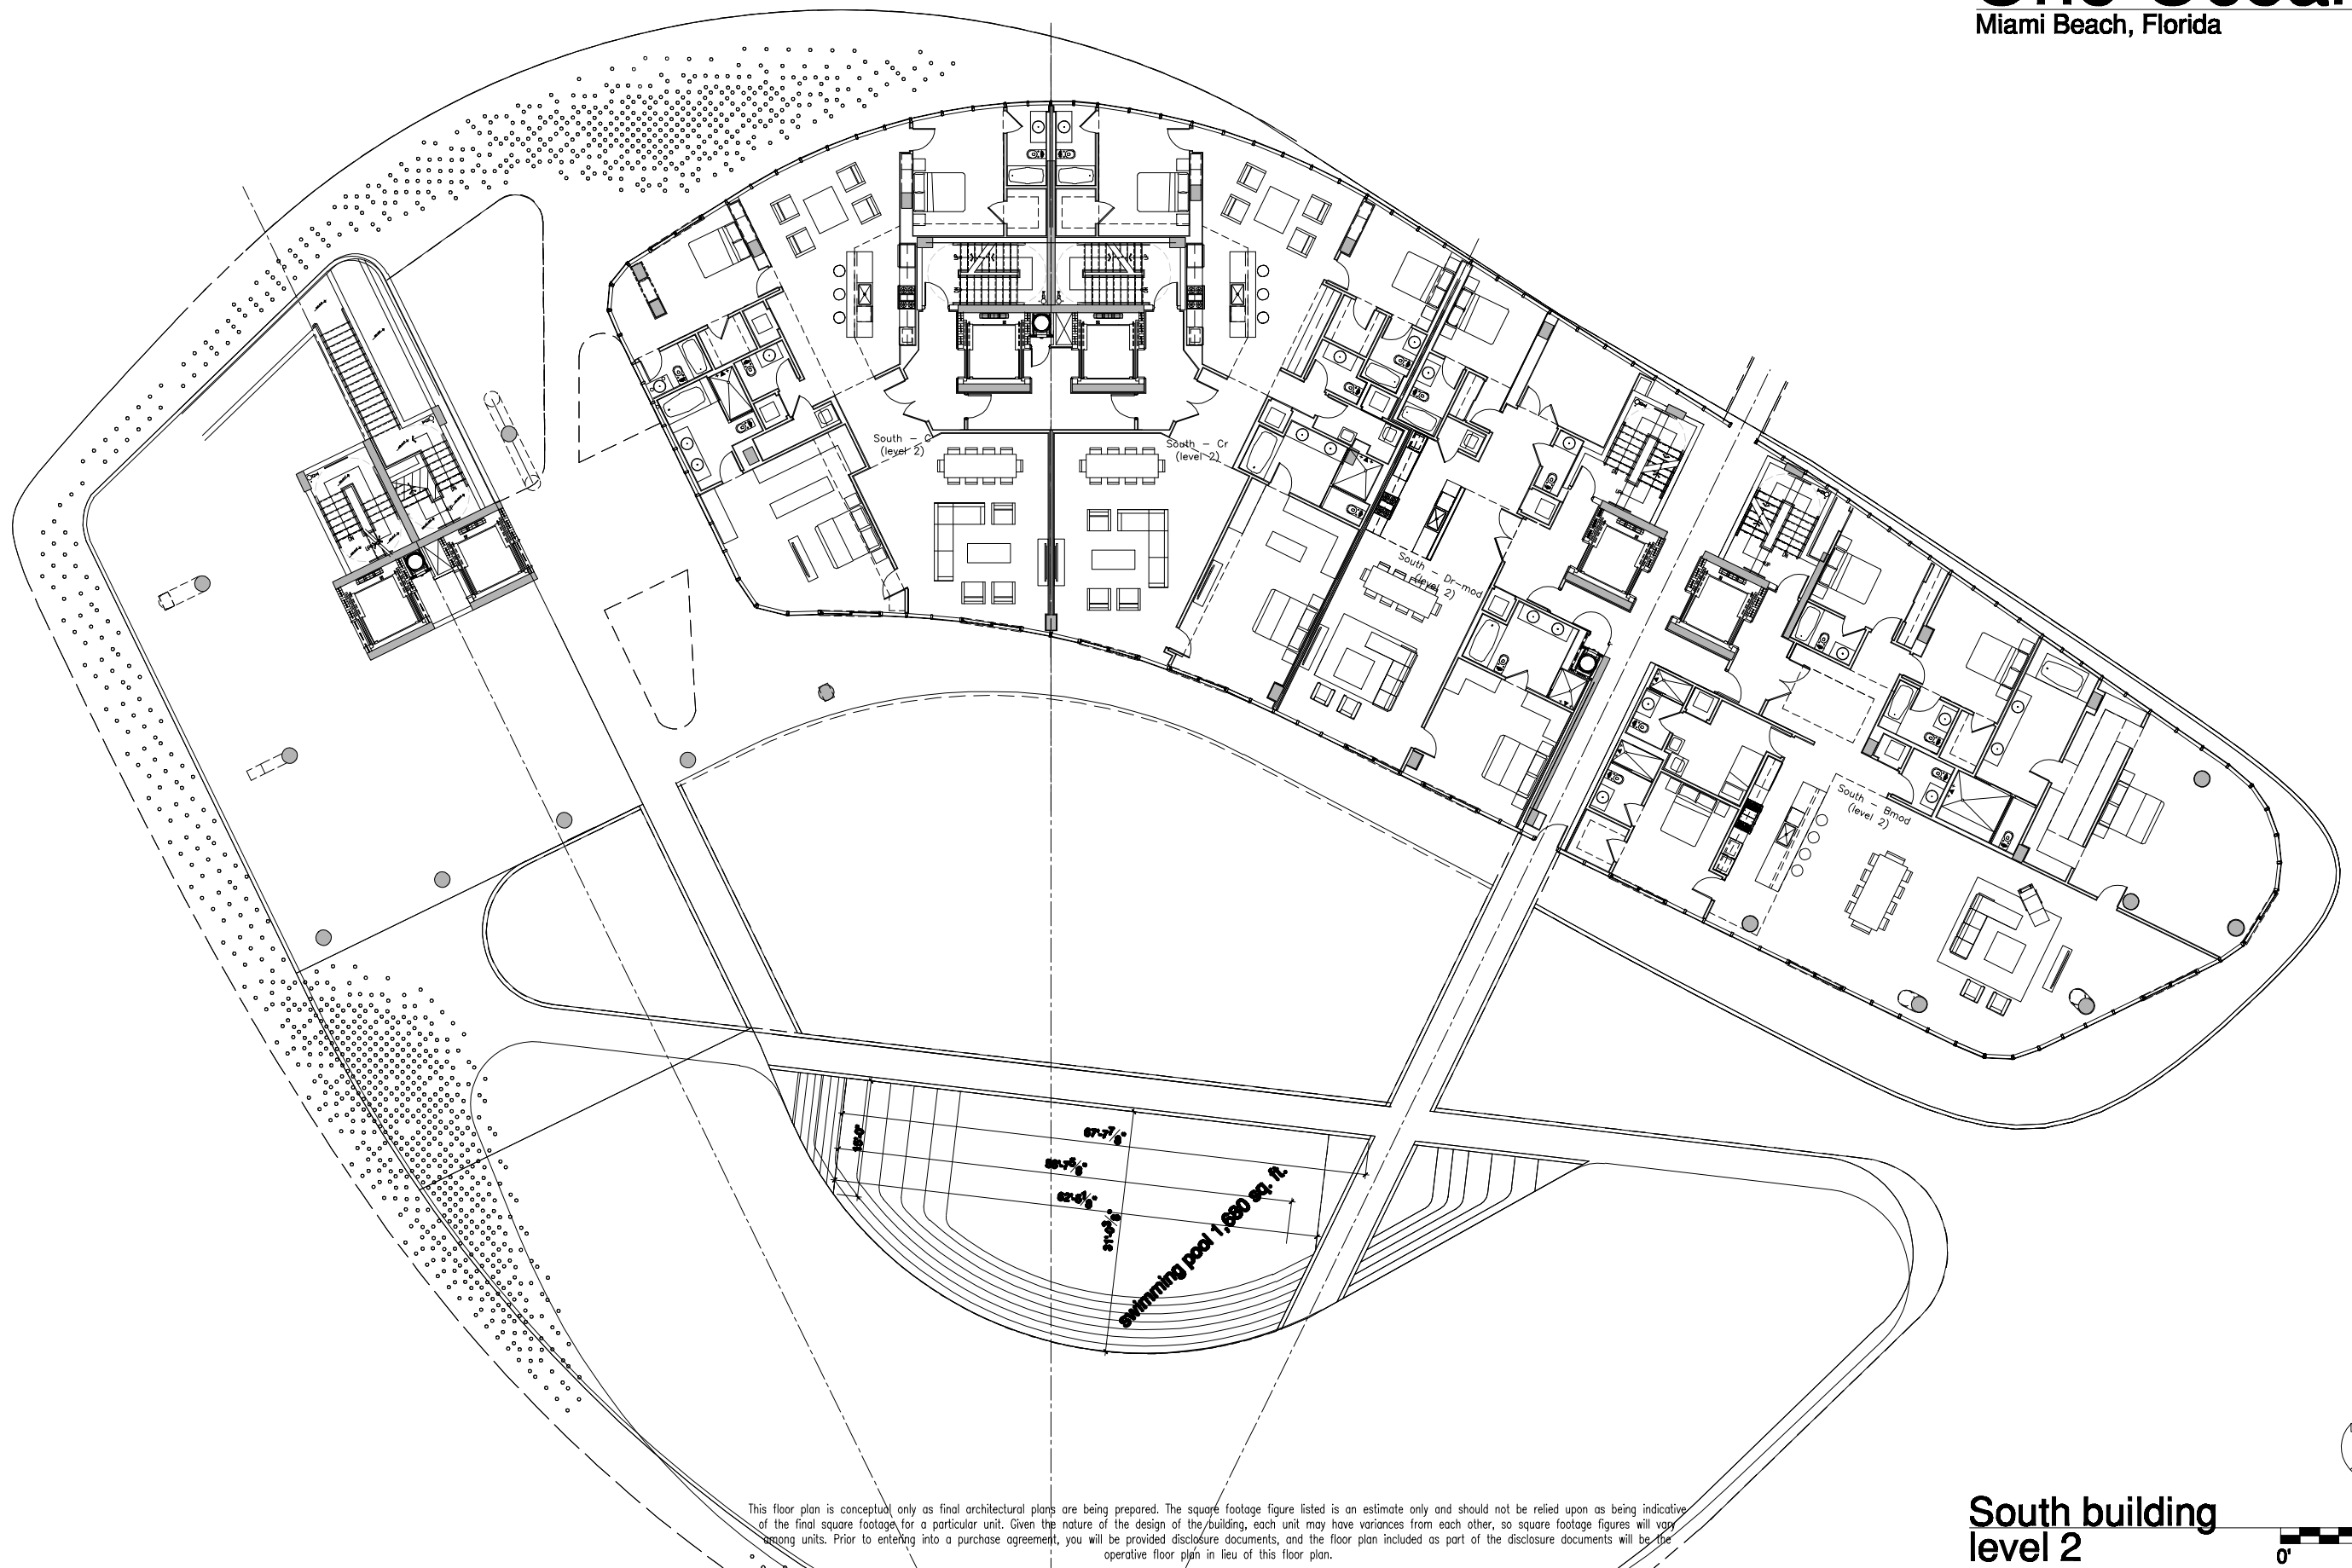 Miami Beach, Florida
South - C
(level 2)
South - Cr
(level 2)
South - Dr-mod
(level 2)
South - Bmod
(level 2)
15'-0"
swimming pool 1,680 sq. ft.
This floor plan is conceptual only as final architectural plans are being prepared. The square footage figure listed is an estimate only and should not be relied upon as being indicative
of the final square footage for a particular unit. Given the nature of the design of the building, each unit may have variances from each other, so square footage figures will vary
among units. Prior to entering into a purchase agreement, you will be provided disclosure documents, and the floor plan included as part of the disclosure documents will be the
operative floor plan in lieu of this floor plan.
South building
level 2
0'